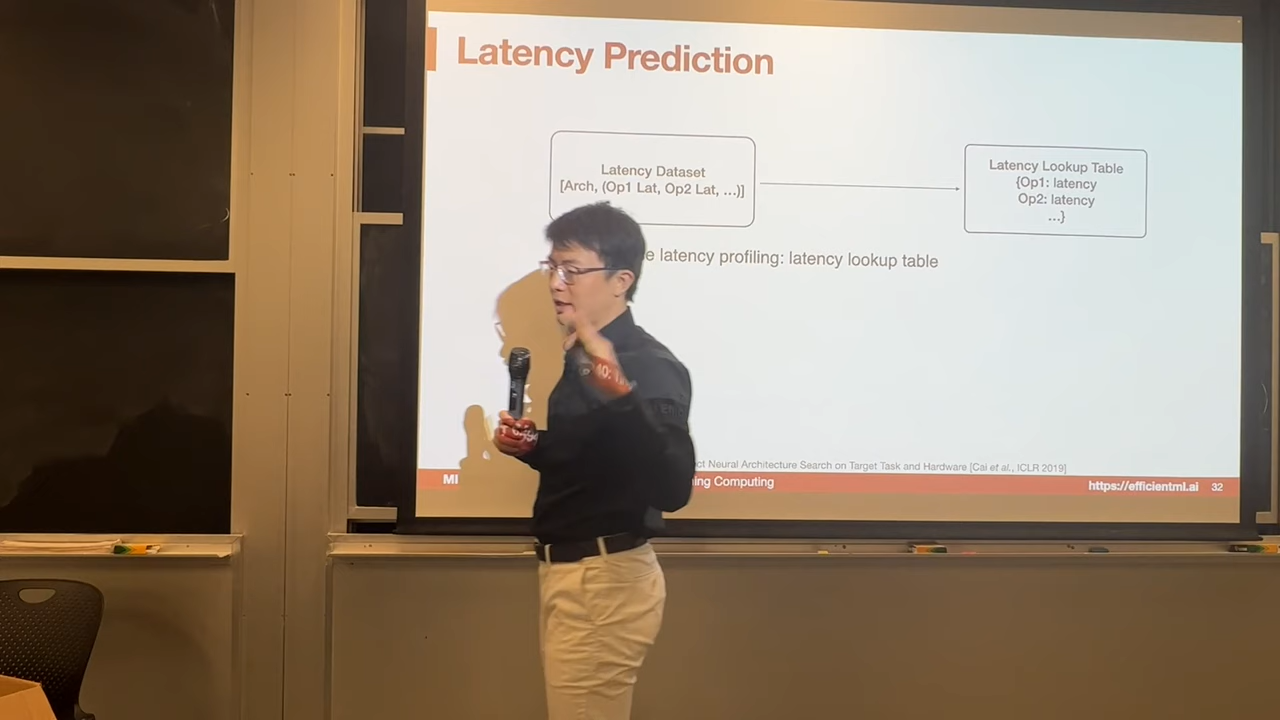 Latency Prediction
Latency Dataset
[Arch, (Op1 Lat, Op2 Lat, ...)]
Latency Lookup Table
{Op1: latency
Op2: latency
...}
latency profiling: latency lookup table
Neural Architecture Search on Target Task and Hardware [Cai et al., ICLR 2019]
Computing
https://efficientml.ai 32